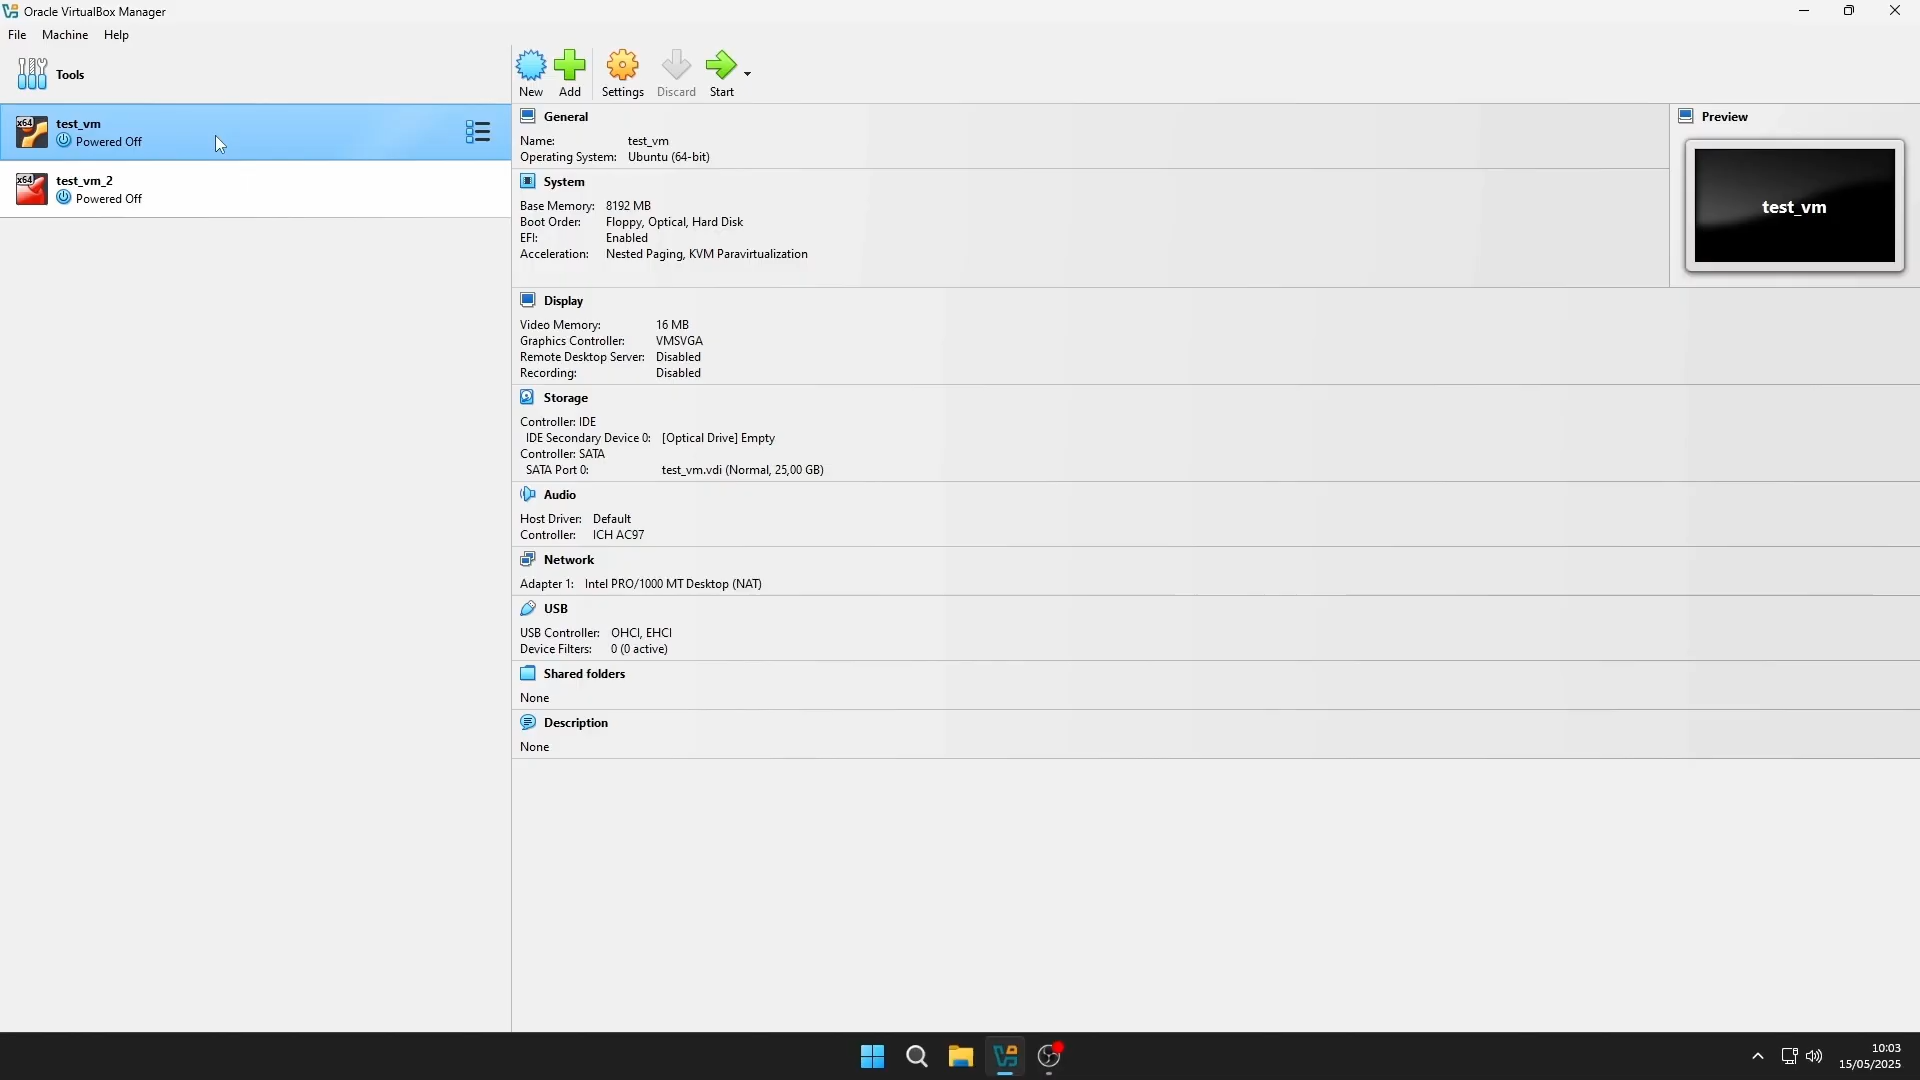 Oracle VirtualBox Manager
File Machine Help
Tools
New Add Settings Discard Start
x64 test_vm
Powered Off
x64 test_vm_2
Powered Off
General
Name: test_vm
Operating System: Ubuntu (64-bit)
System
Base Memory: 8192 MB
Boot Order: Floppy, Optical, Hard Disk
EFI: Enabled
Acceleration: Nested Paging, KVM Paravirtualization
Preview
test_vm
Display
Video Memory: 16 MB
Graphics Controller: VMSVGA
Remote Desktop Server: Disabled
Recording: Disabled
Storage
Controller: IDE
IDE Secondary Device 0: [Optical Drive] Empty
Controller: SATA
SATA Port 0: test_vm.vdi (Normal, 25,00 GB)
Audio
Host Driver: Default
Controller: ICH AC97
Network
Adapter 1: Intel PRO/1000 MT Desktop (NAT)
USB
USB Controller: OHCI, EHCI
Device Filters: 0 (0 active)
Shared folders
None
Description
None
10:03
15/05/2025